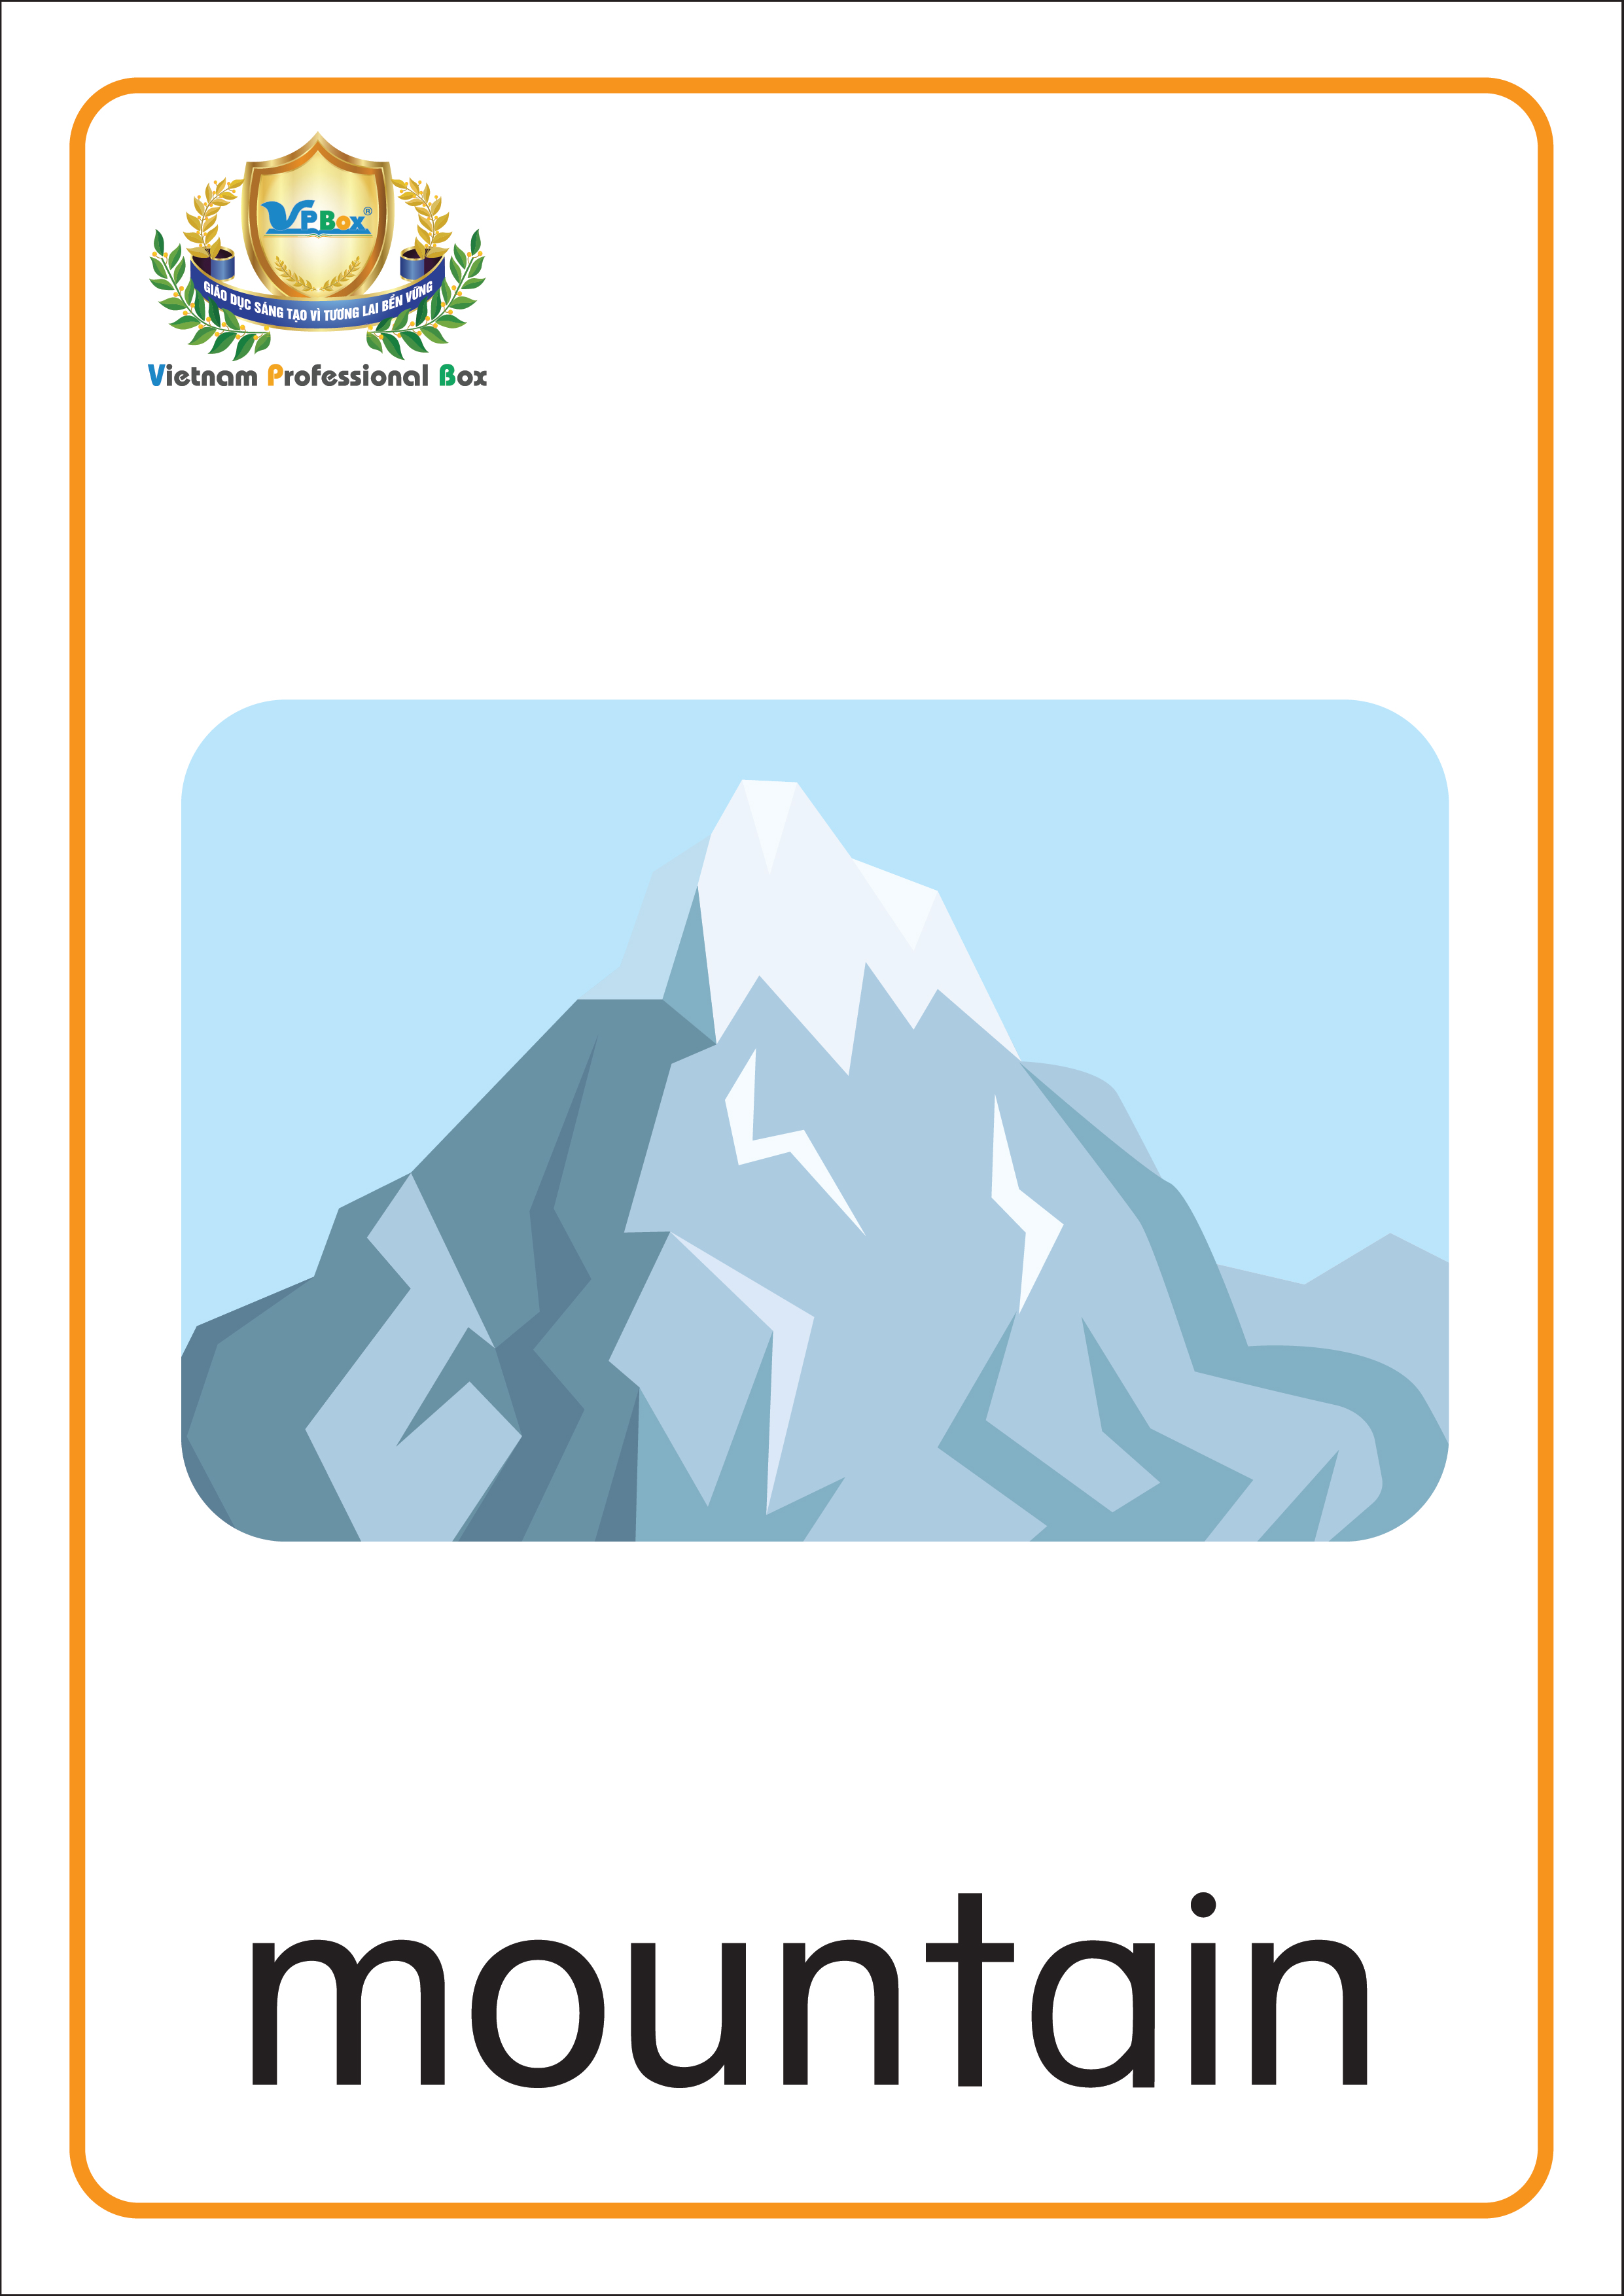 VPBox®
GIÁO DỤC SÁNG TẠO VÌ TƯƠNG LAI BỀN VỮNG
Vietnam Professional Box
mountain